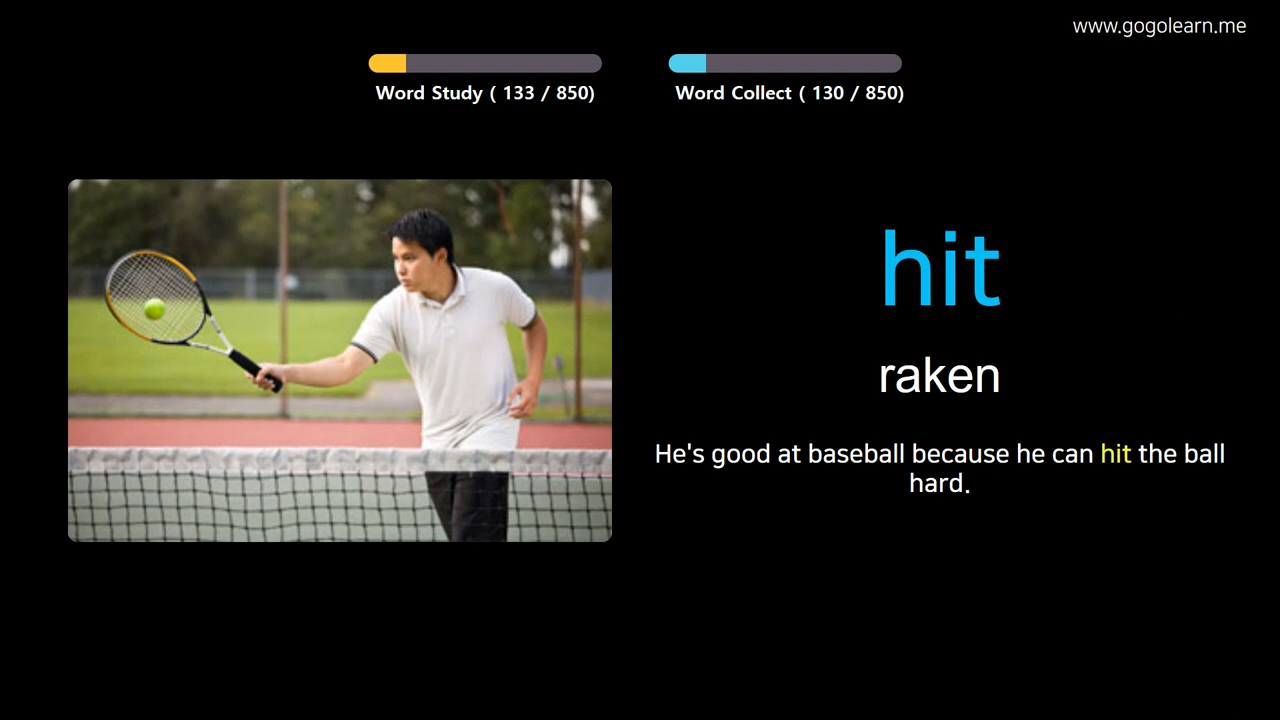 www.gogolearn.me
Word Study ( 133 / 850)
Word Collect ( 130 / 850)
hit
raken
He's good at baseball because he can hit the ball
hard.